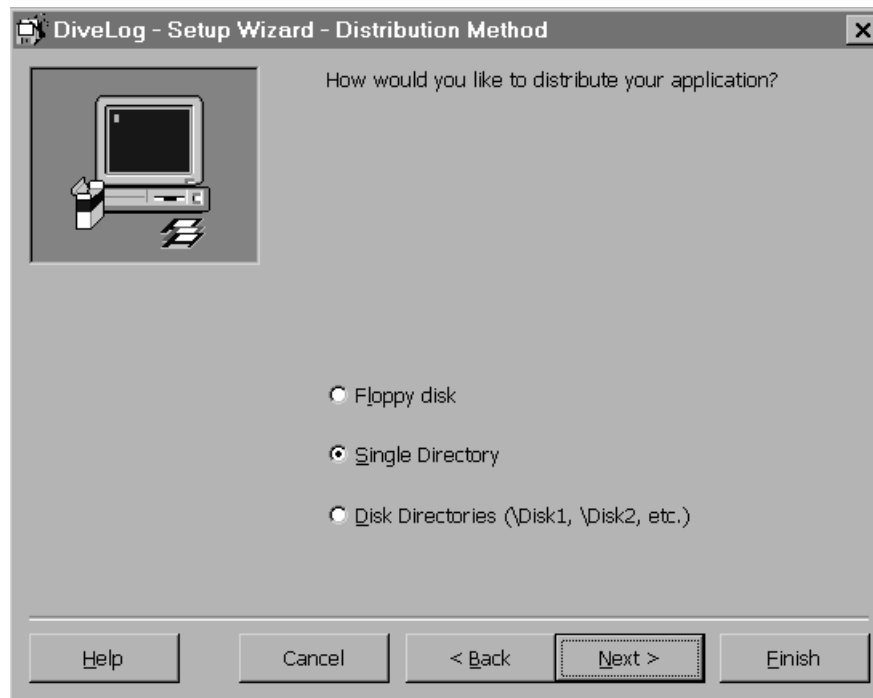 DiveLog - Setup Wizard - Distribution Method
How would you like to distribute your application?
Floppy disk
Single Directory
Disk Directories (\Disk1, \Disk2, etc.)
Help Cancel < Back Next > Finish